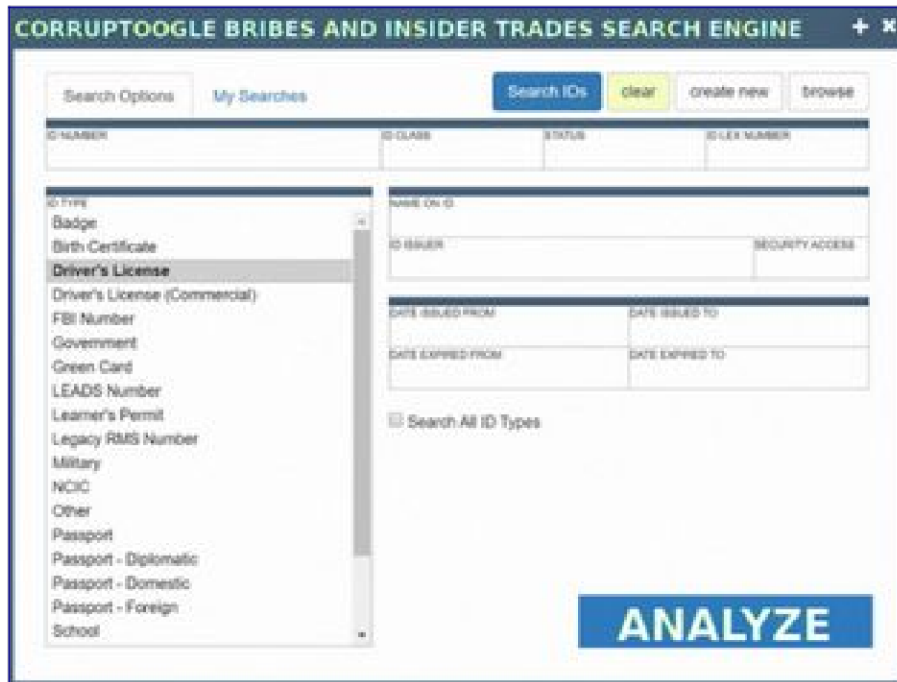 CORRUPTOOGLE BRIBES AND INSIDER TRADES SEARCH ENGINE + ×
Search Options My Searches Search IDs clear create new browse
ID NUMBER ID CLASS STATUS ID LEX NUMBER
ID TYPE
Badge
Birth Certificate
Driver's License
Driver's License (Commercial)
FBI Number
Government
Green Card
LEADS Number
Learner's Permit
Legacy RMS Number
Military
NCIC
Other
Passport
Passport - Diplomatic
Passport - Domestic
Passport - Foreign
School
NAME ON ID
ID ISSUER SECURITY ACCESS
DATE ISSUED FROM DATE ISSUED TO
DATE EXPIRED FROM DATE EXPIRED TO
Search All ID Types
ANALYZE